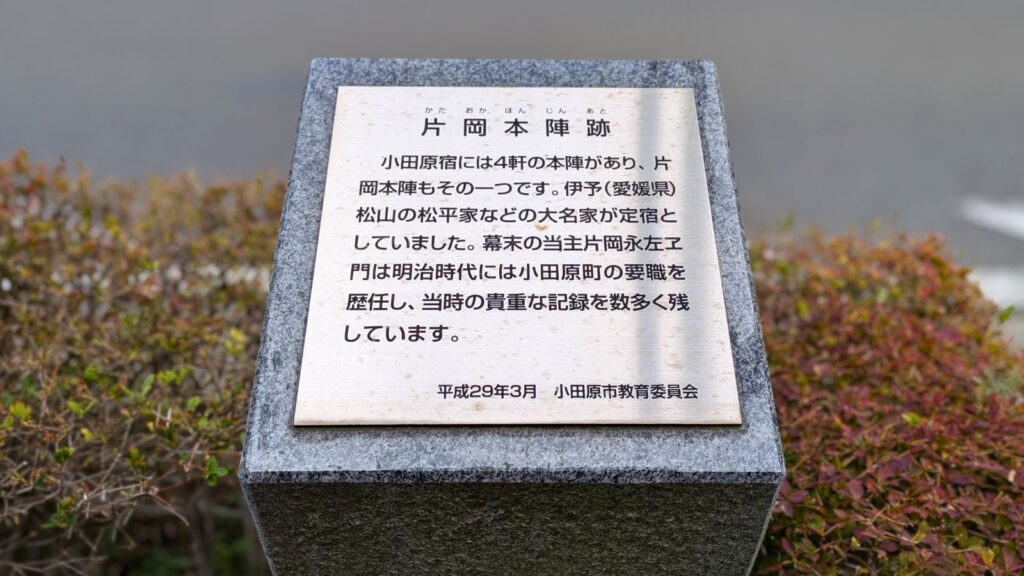 かた おか ほん じん あと
片岡本陣跡
小田原宿には4軒の本陣があり、片
岡本陣もその一つです。伊予(愛媛県)
松山の松平家などの大名家が定宿と
していました。幕末の当主片岡永左ヱ
門は明治時代には小田原町の要職を
歴任し、当時の貴重な記録を数多く残
しています。
平成29年3月 小田原市教育委員会